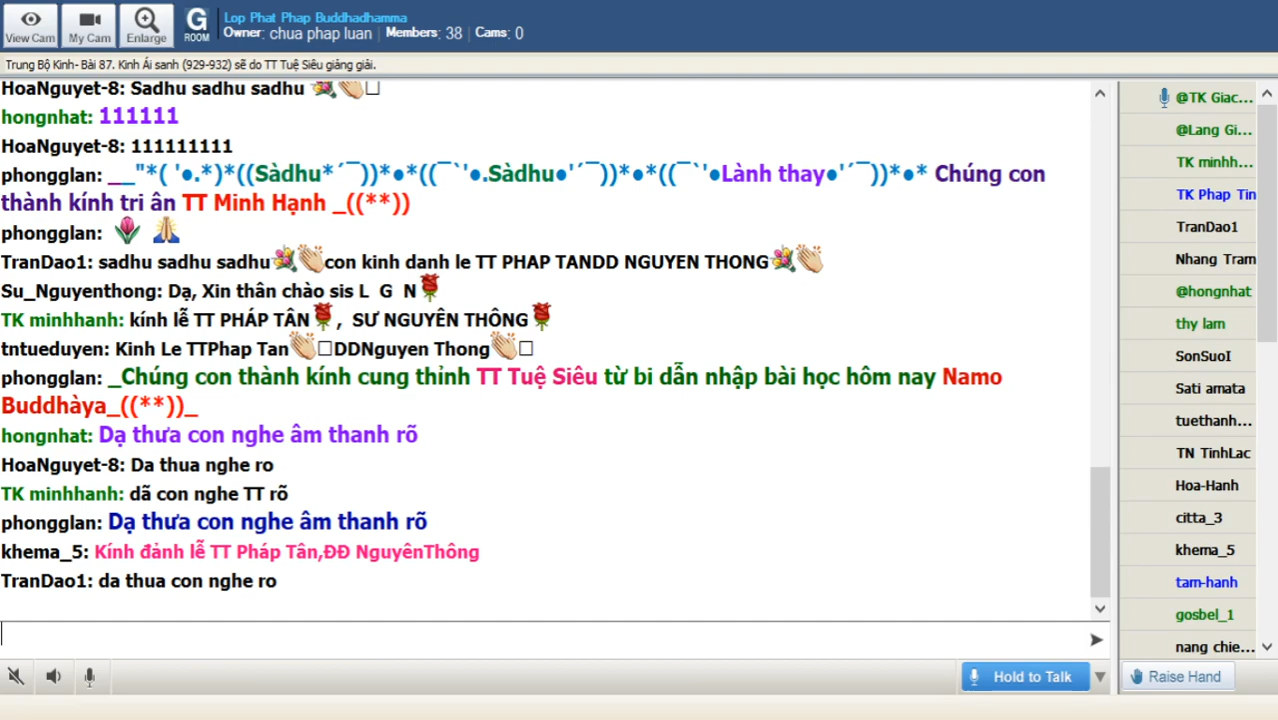 View Cam
My Cam
Enlarge
G
ROOM
Lop Phat Phap Buddhadhamma
Owner: chua phap luan | Members: 38 | Cams: 0
Trung Bộ Kinh- Bài 87. Kinh Ái sanh (929-932) sẽ do TT Tuệ Siêu giảng giải.
HoaNguyet-8: Sadhu sadhu sadhu
hongnhat: 111111
HoaNguyet-8: 111111111
phongglan: __"*( '●.*)*((Sàdhu*´¯))*●*((¯`'●.Sàdhu●'´¯))*●*((¯`'●Lành thay●'´¯))*●* Chúng con
thành kính tri ân TT Minh Hạnh _((**))
phongglan:
TranDao1: sadhu sadhu sadhu con kinh danh le TT PHAP TANDD NGUYEN THONG
Su_Nguyenthong: Dạ, Xin thân chào sis L G N
TK minhhanh: kính lễ TT PHÁP TÂN, SƯ NGUYÊN THÔNG
tntueduyen: Kinh Le TTPhap Tan DDNguyen Thong
phongglan: _Chúng con thành kính cung thỉnh TT Tuệ Siêu từ bi dẫn nhập bài học hôm nay Namo
Buddhàya_((**))_
hongnhat: Dạ thưa con nghe âm thanh rõ
HoaNguyet-8: Da thua nghe ro
TK minhhanh: dã con nghe TT rõ
phongglan: Dạ thưa con nghe âm thanh rõ
khema_5: Kính đảnh lễ TT Pháp Tân,ĐĐ NguyênThông
TranDao1: da thua con nghe ro
Hold to Talk
@TK Giac...
@Lang Gi...
TK minhh...
TK Phap Tin
TranDao1
Nhang Tram
@hongnhat
thy lam
SonSuoI
Sati amata
tuethanh...
TN TinhLac
Hoa-Hanh
citta_3
khema_5
tam-hanh
gosbel_1
nang chie...
Raise Hand